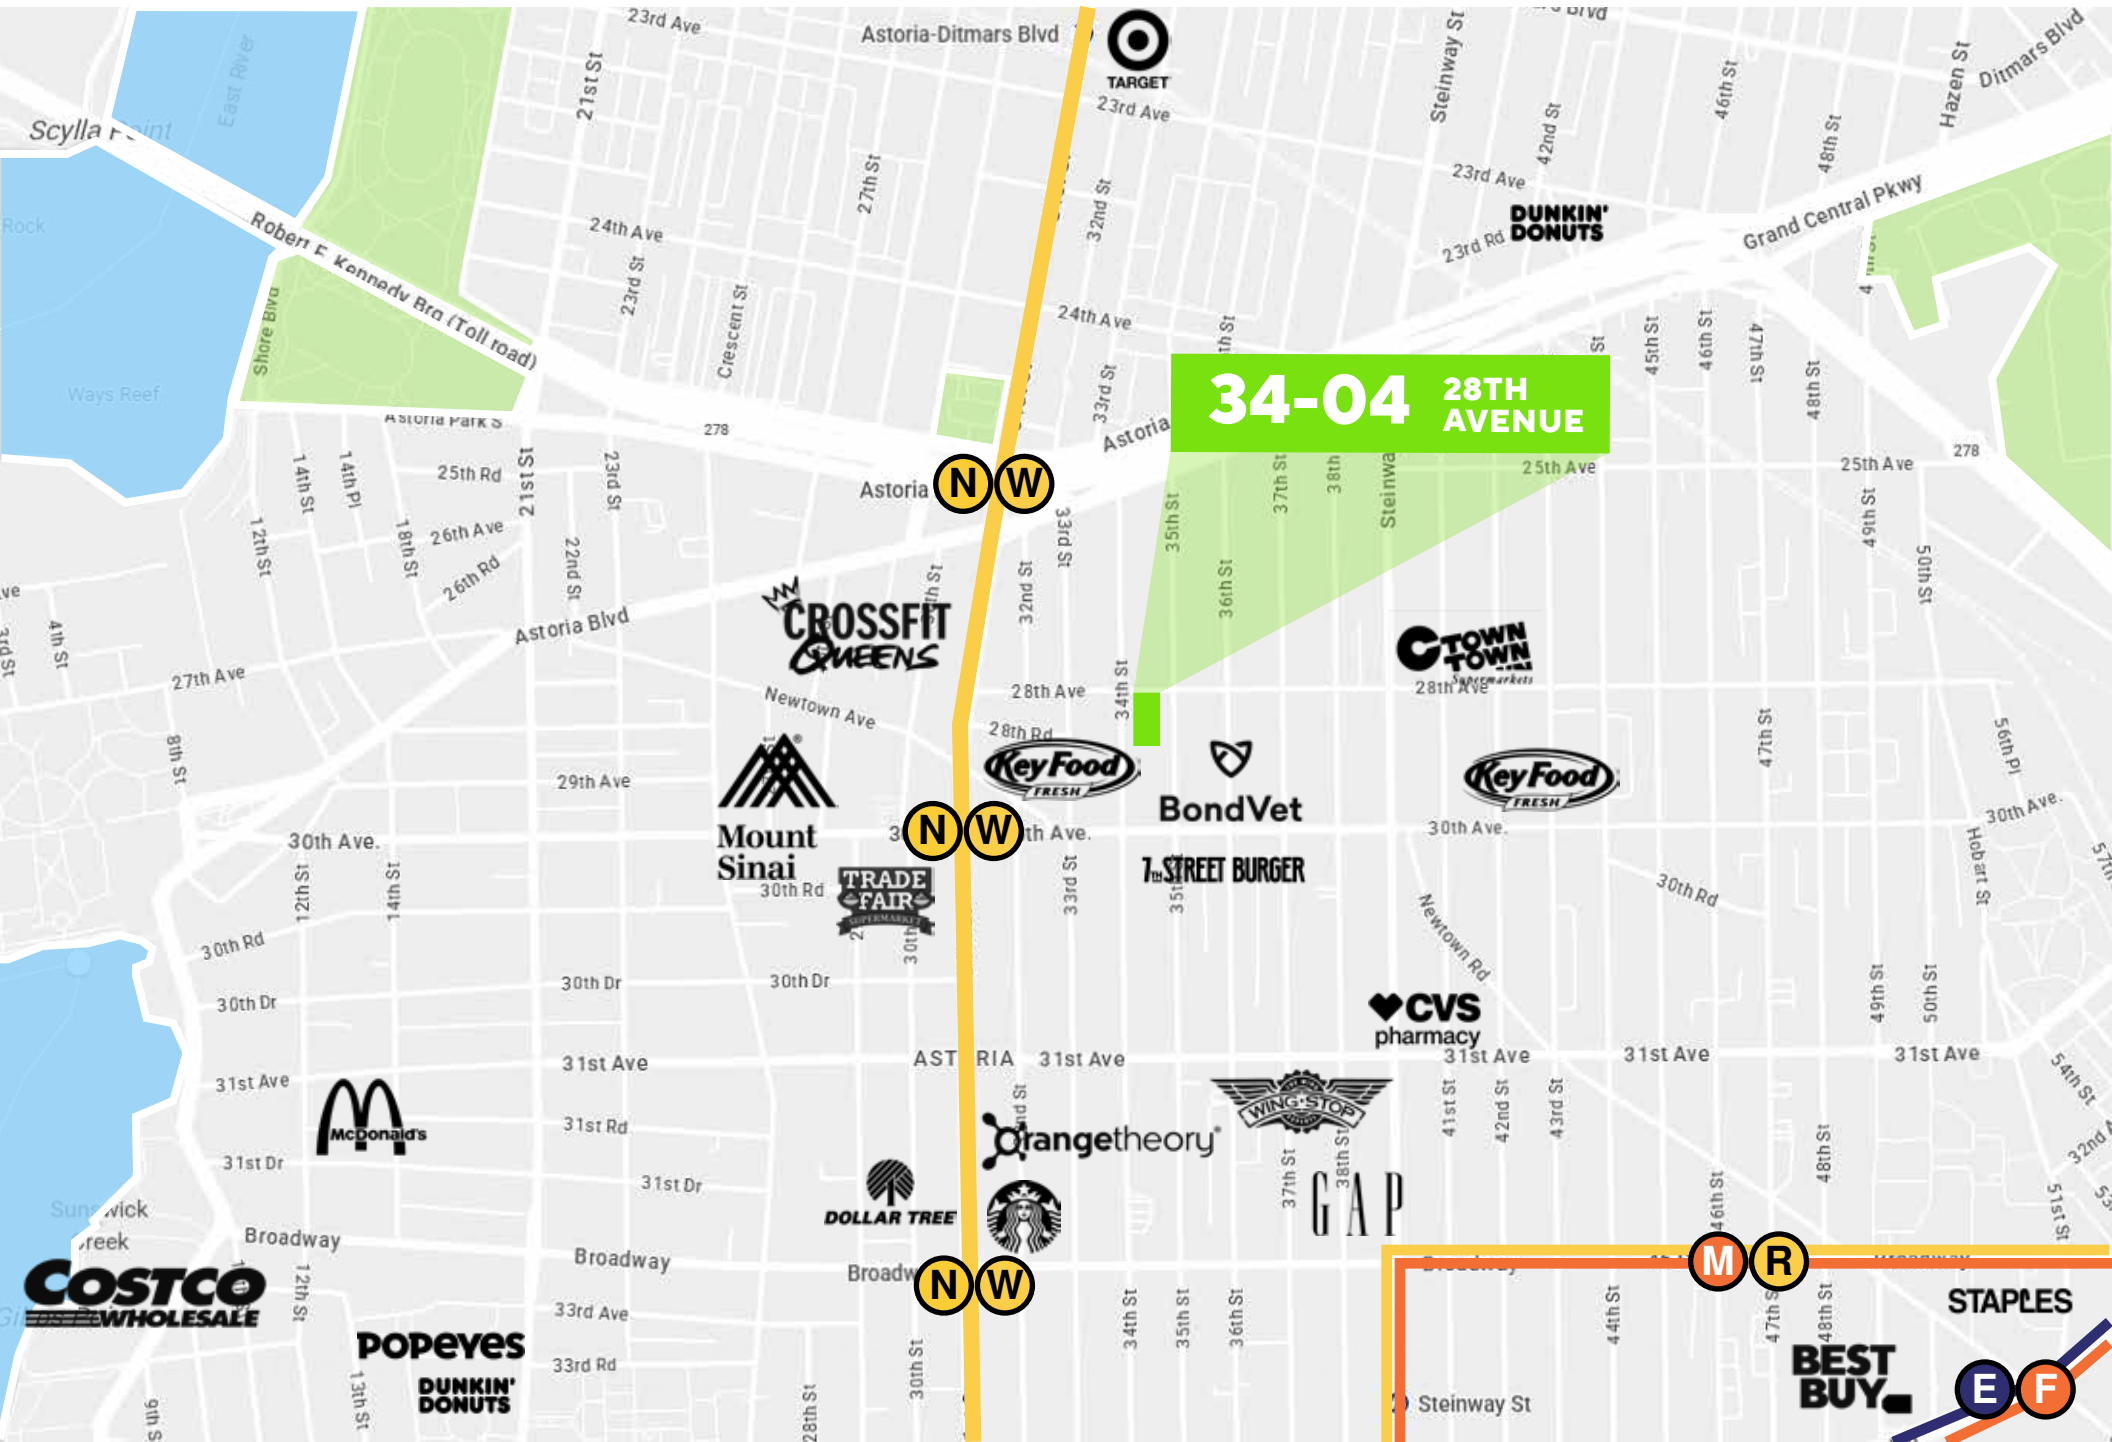 23rd Ave
Astoria-Ditmars Blvd
TARGET
23rd Ave
Steinway St
21st St
East River
46th St
Hazen St
Ditmars Blvd
42nd St
48th St
Scylla Point
27th St
32nd St
23rd Ave
DUNKIN'
DONUTS
23rd Rd
Grand Central Pkwy
Rock
Robert F. Kennedy Brg (Toll road)
24th Ave
23rd St
Crescent St
Shore Blvd
24th Ave
45th St
46th St
47th St
48th St
33rd St
34-04
28TH
AVENUE
Ways Reef
Astoria Park S
278
Astoria
25th Ave
25th Ave
278
14th St
14th Pl
25th Rd
21st St
23rd St
Astoria
N W
37th St
38th
Steinwa
35th St
49th St
12th St
18th St
26th Ave
26th Rd
22nd St
33rd St
32nd St
36th St
50th St
3rd St
4th St
Astoria Blvd
CROSSFIT
QUEENS
CTOWN
TOWN
Supermarkets
27th Ave
Newtown Ave
28th Ave
34th St
28th Ave
28th Rd
8th St
47th St
56th Pl
29th Ave
Mount
Sinai
KeyFood
FRESH
BondVet
KeyFood
FRESH
30th Ave.
N W
th Ave.
30th Ave.
30th Ave.
Hobart St
12th St
14th St
30th Rd
TRADE
FAIR
SUPERMARKET
33rd St
7TH STREET BURGER
35th
30th Rd
57th
30th Rd
30th
Newtown Rd
30th Dr
30th Dr
30th Dr
49th St
50th St
CVS
pharmacy
31st Ave
31st Ave
ASTORIA
31st Ave
31st Ave
31st Ave
31st Ave
54th St
McDonald's
31st Rd
WING·STOP
orangetheory
41st St
42nd St
43rd St
48th St
32nd A
31st Dr
31st Dr
37th St
38th St
GAP
46th St
51st St
Sunswick
Creek
DOLLAR TREE
Broadway
Broadway
Broadw
N W
M R
Broadway
COSTCO
WHOLESALE
12th St
33rd Ave
34th St
35th St
36th St
44th St
47th S
48th St
STAPLES
POPEYES
DUNKIN'
DONUTS
33rd Rd
30th St
28th St
13th St
9th S
Steinway St
BEST
BUY
E F